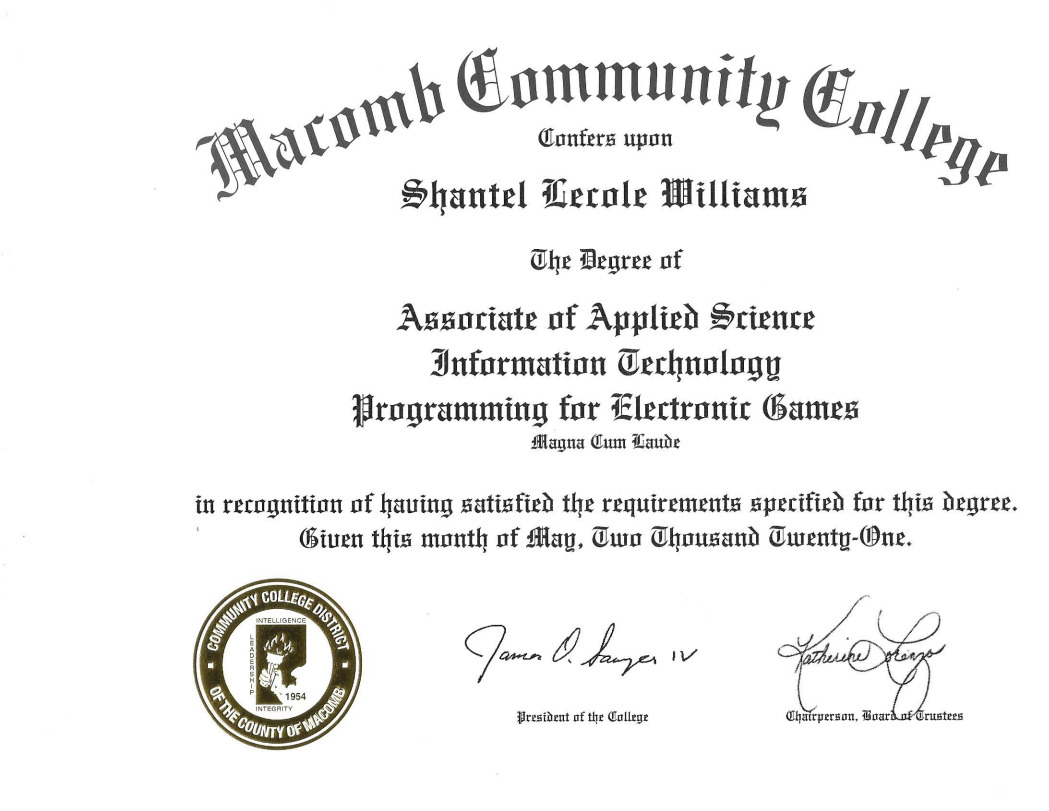 Macomb Community College
Confers upon
Shantel Lecole Williams
The Degree of
Associate of Applied Science
Information Technology
Programming for Electronic Games
Magna Cum Laude
in recognition of having satisfied the requirements specified for this degree.
Given this month of May, Two Thousand Twenty-One.
COMMUNITY COLLEGE DISTRICT
OF THE COUNTY OF MACOMB
INTELLIGENCE
LEADERSHIP
1954
INTEGRITY
James O. Sawyer IV
Katherine Lorenzo
President of the College
Chairperson, Board of Trustees